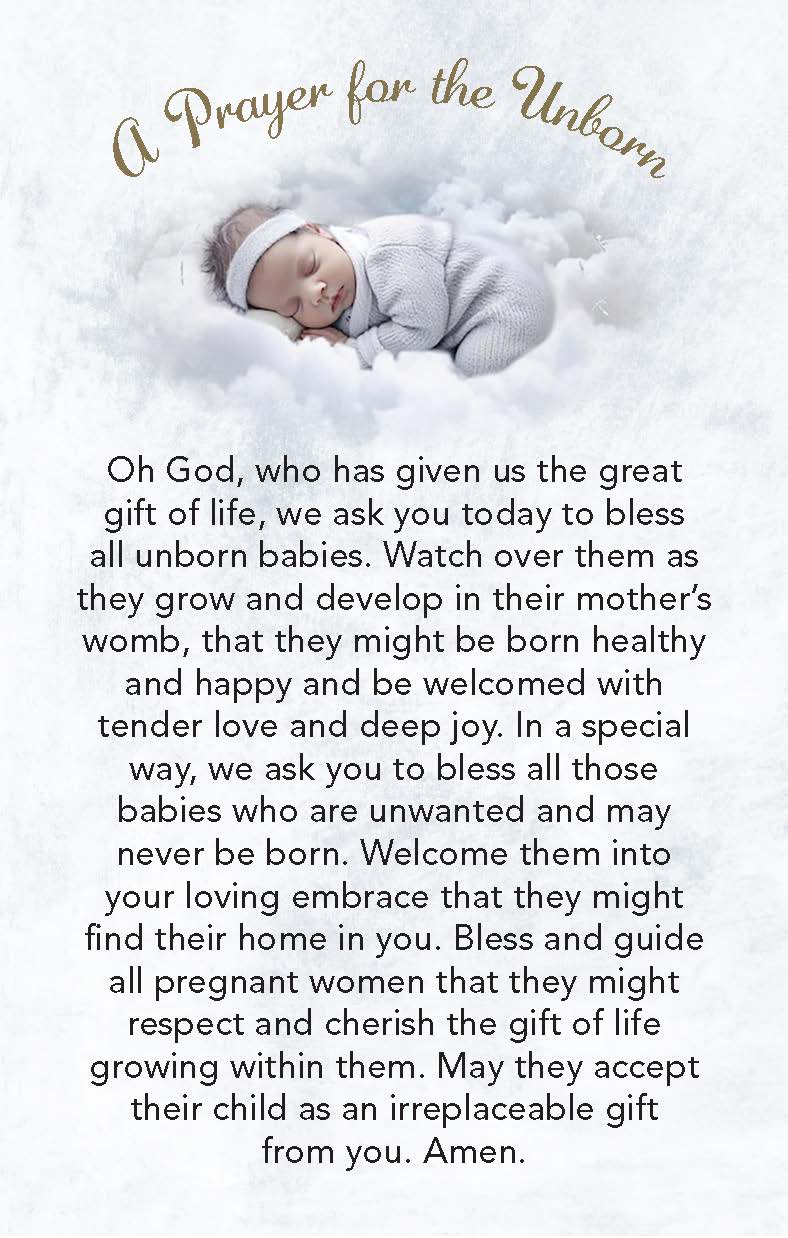 A Prayer for the Unborn
Oh God, who has given us the great
gift of life, we ask you today to bless
all unborn babies. Watch over them as
they grow and develop in their mother’s
womb, that they might be born healthy
and happy and be welcomed with
tender love and deep joy. In a special
way, we ask you to bless all those
babies who are unwanted and may
never be born. Welcome them into
your loving embrace that they might
find their home in you. Bless and guide
all pregnant women that they might
respect and cherish the gift of life
growing within them. May they accept
their child as an irreplaceable gift
from you. Amen.